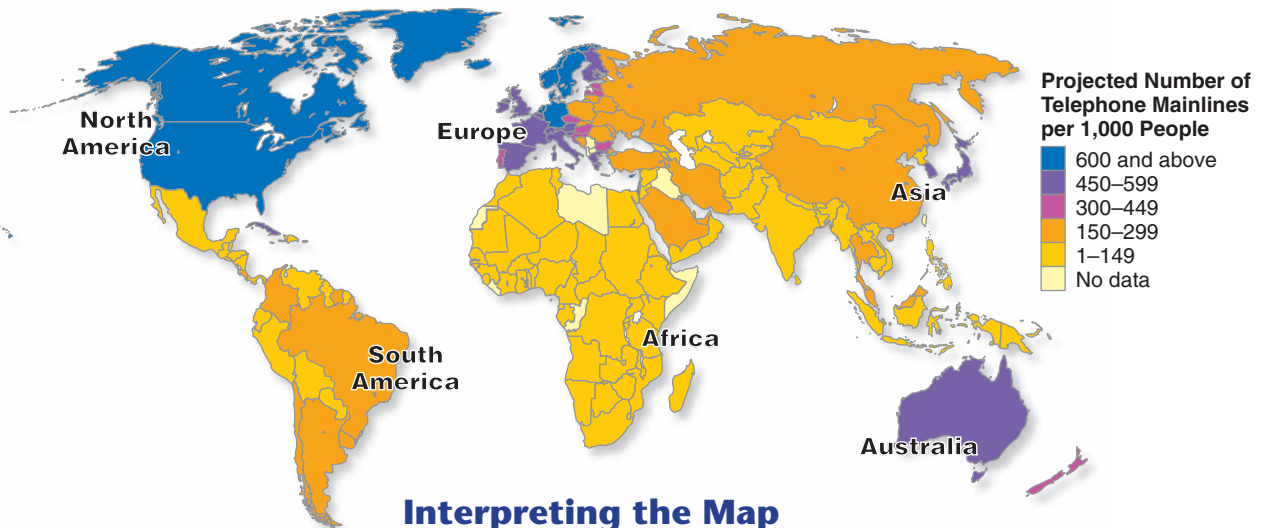 North
America
Europe
Asia
Africa
South
America
Australia
Projected Number of
Telephone Mainlines
per 1,000 People
600 and above
450–599
300–449
150–299
1–149
No data
Interpreting the Map